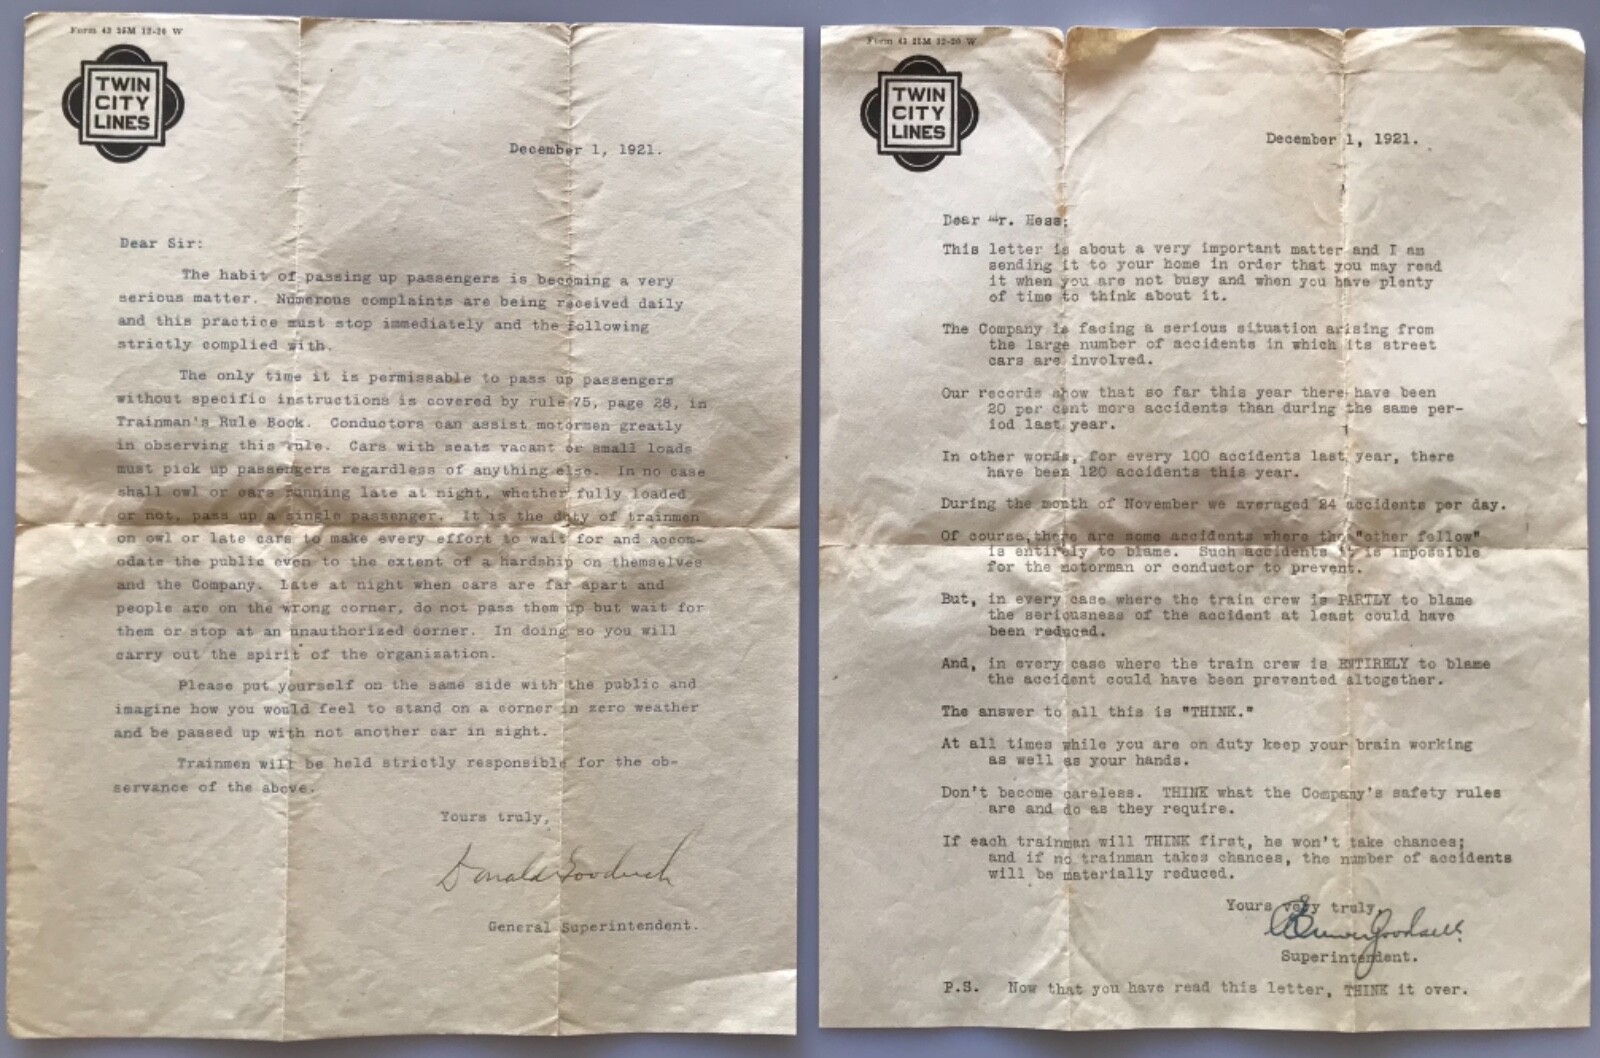 Form 43 25M 12-20 W
TWIN
CITY
LINES
December 1, 1921.
Dear Sir:
The habit of passing up passengers is becoming a very
serious matter. Numerous complaints are being received daily
and this practice must stop immediately and the following
strictly complied with.
The only time it is permissable to pass up passengers
without specific instructions is covered by rule 75, page 28, in
Trainman's Rule Book. Conductors can assist motormen greatly
in observing this rule. Cars with seats vacant or small loads
must pick up passengers regardless of anything else. In no case
shall owl or cars running late at night, whether fully loaded
or not, pass up a single passenger. It is the duty of trainmen
on owl or late cars to make every effort to wait for and accom-
odate the public even to the extent of a hardship on themselves
and the Company. Late at night when cars are far apart and
people are on the wrong corner, do not pass them up but wait for
them or stop at an unauthorized corner. In doing so you will
carry out the spirit of the organization.
Please put yourself on the same side with the public and
imagine how you would feel to stand on a corner in zero weather
and be passed up with not another car in sight.
Trainmen will be held strictly responsible for the ob-
servance of the above.
Yours truly,
Donald Goodrich
General Superintendent.
Form 43 25M 12-20 W
TWIN
CITY
LINES
December 1, 1921.
Dear Mr. Hess:
This letter is about a very important matter and I am
sending it to your home in order that you may read
it when you are not busy and when you have plenty
of time to think about it.
The Company is facing a serious situation arising from
the large number of accidents in which its street
cars are involved.
Our records show that so far this year there have been
20 per cent more accidents than during the same per-
iod last year.
In other words, for every 100 accidents last year, there
have been 120 accidents this year.
During the month of November we averaged 24 accidents per day.
Of course, there are some accidents where the "other fellow"
is entirely to blame. Such accidents it is impossible
for the motorman or conductor to prevent.
But, in every case where the train crew is PARTLY to blame
the seriousness of the accident at least could have
been reduced.
And, in every case where the train crew is ENTIRELY to blame
the accident could have been prevented altogether.
The answer to all this is "THINK."
At all times while you are on duty keep your brain working
as well as your hands.
Don't become careless. THINK what the Company's safety rules
are and do as they require.
If each trainman will THINK first, he won't take chances;
and if no trainman takes chances, the number of accidents
will be materially reduced.
Yours very truly,
Goodsell
Superintendent.
P.S. Now that you have read this letter, THINK it over.